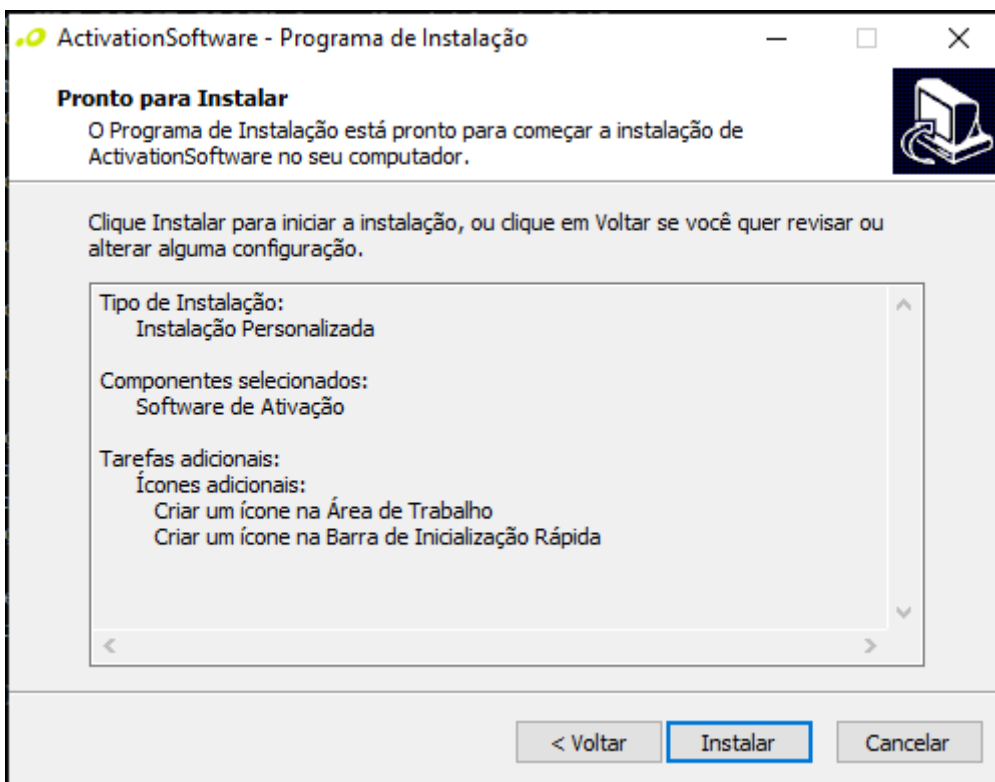 ActivationSoftware - Programa de Instalação
Pronto para Instalar
O Programa de Instalação está pronto para começar a instalação de
ActivationSoftware no seu computador.
Clique Instalar para iniciar a instalação, ou clique em Voltar se você quer revisar ou
alterar alguma configuração.
Tipo de Instalação:
Instalação Personalizada
Componentes selecionados:
Software de Ativação
Tarefas adicionais:
Ícones adicionais:
Criar um ícone na Área de Trabalho
Criar um ícone na Barra de Inicialização Rápida
< Voltar
Instalar
Cancelar